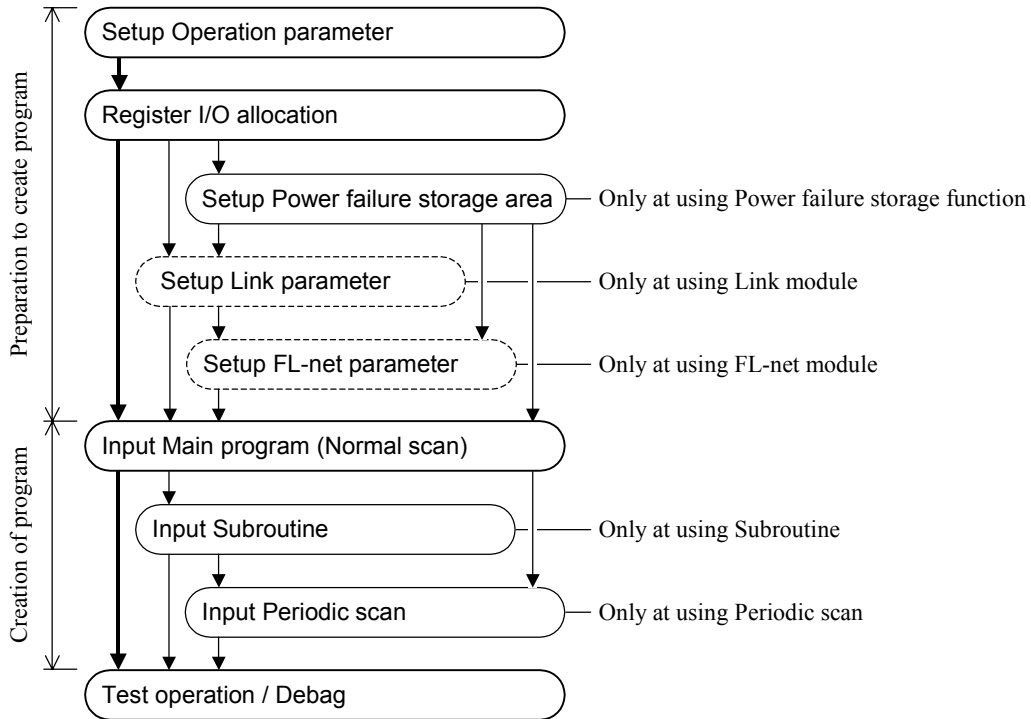 Setup Operation parameter
Register I/O allocation
Setup Power failure storage area
Only at using Power failure storage function
Setup Link parameter
Only at using Link module
Setup FL-net parameter
Only at using FL-net module
Preparation to create program
Input Main program (Normal scan)
Input Subroutine
Only at using Subroutine
Input Periodic scan
Only at using Periodic scan
Creation of program
Test operation / Debag